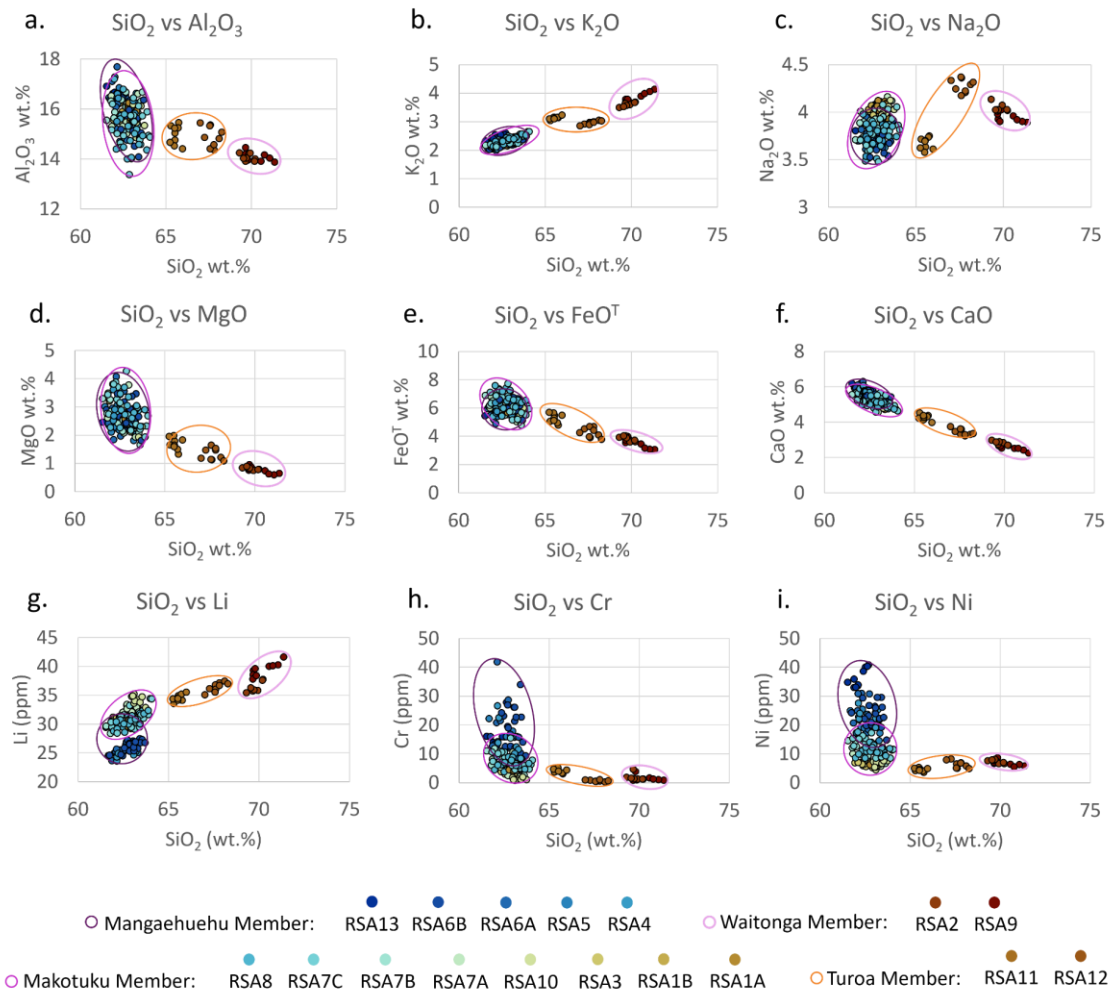 a. SiO₂ vs Al₂O₃
b. SiO₂ vs K₂O
c. SiO₂ vs Na₂O
Al₂O₃ wt.%
18
16
14
12
60 65 70 75
SiO₂ wt.%
K₂O wt.%
5
4
3
2
1
0
60 65 70 75
SiO₂ wt.%
Na₂O wt.%
4.5
4
3.5
3
60 65 70 75
SiO₂ wt.%
d. SiO₂ vs MgO
e. SiO₂ vs FeOᵀ
f. SiO₂ vs CaO
MgO wt.%
5
4
3
2
1
0
60 65 70 75
SiO₂ wt.%
FeOᵀ wt.%
10
8
6
4
2
0
60 65 70 75
SiO₂ wt.%
CaO wt.%
8
6
4
2
0
60 65 70 75
SiO₂ wt.%
g. SiO₂ vs Li
h. SiO₂ vs Cr
i. SiO₂ vs Ni
Li (ppm)
45
40
35
30
25
20
60 65 70 75
SiO₂ (wt.%)
Cr (ppm)
50
40
30
20
10
0
60 65 70 75
SiO₂ (wt.%)
Ni (ppm)
50
40
30
20
10
0
60 65 70 75
SiO₂ (wt.%)
Mangaehuehu Member: RSA13 RSA6B RSA6A RSA5 RSA4
Waitonga Member: RSA2 RSA9
Makotuku Member: RSA8 RSA7C RSA7B RSA7A RSA10 RSA3 RSA1B RSA1A
Turoa Member: RSA11 RSA12